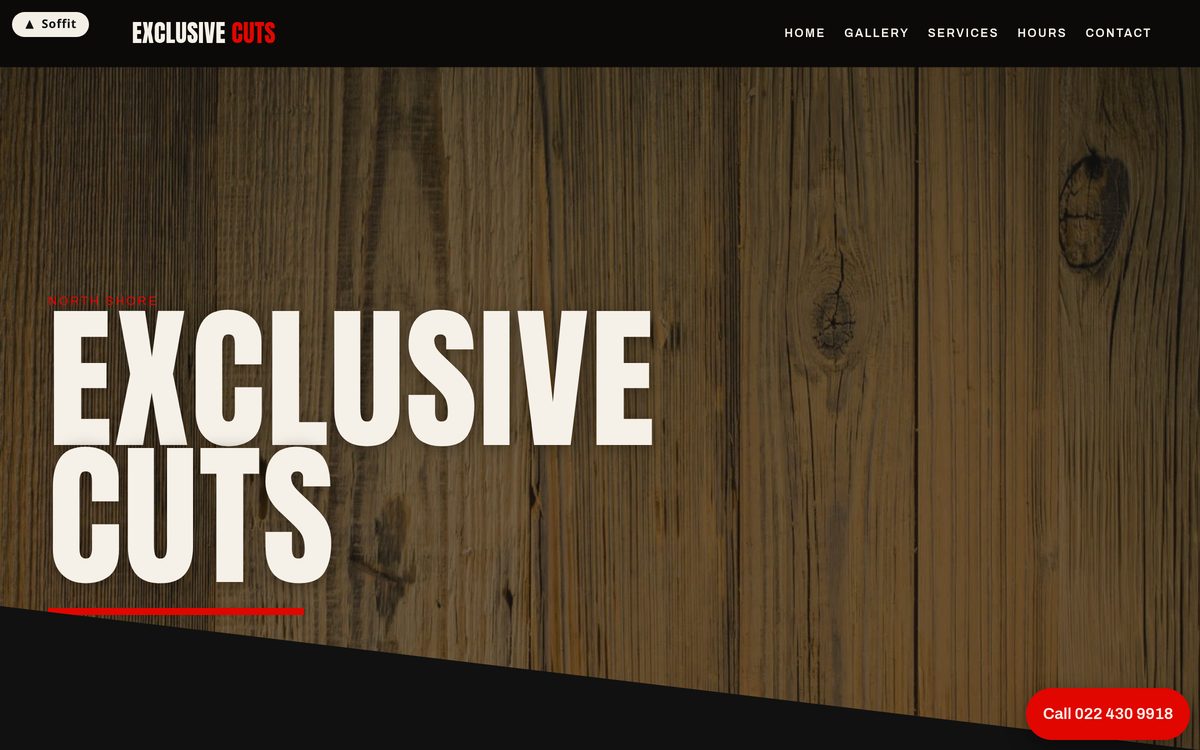 ▲ Soffit
EXCLUSIVE CUTS
HOME GALLERY SERVICES HOURS CONTACT
NORTH SHORE
EXCLUSIVE
CUTS
Call 022 430 9918